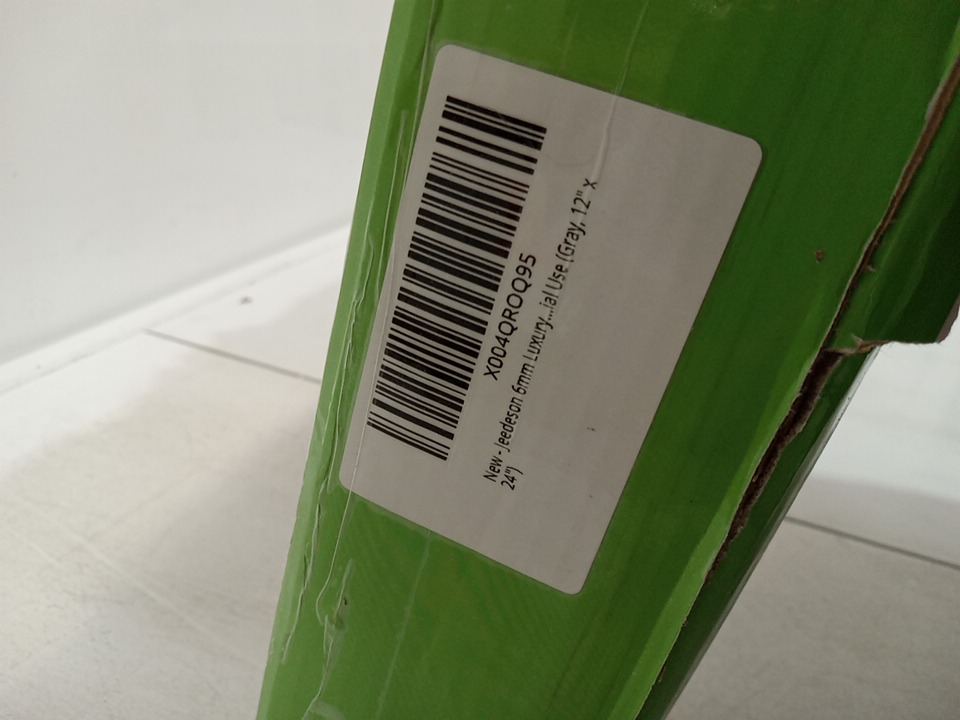 X004QROQ95
New - Jeedeson 6mm Luxury...ial Use (Gray, 12" x
24")